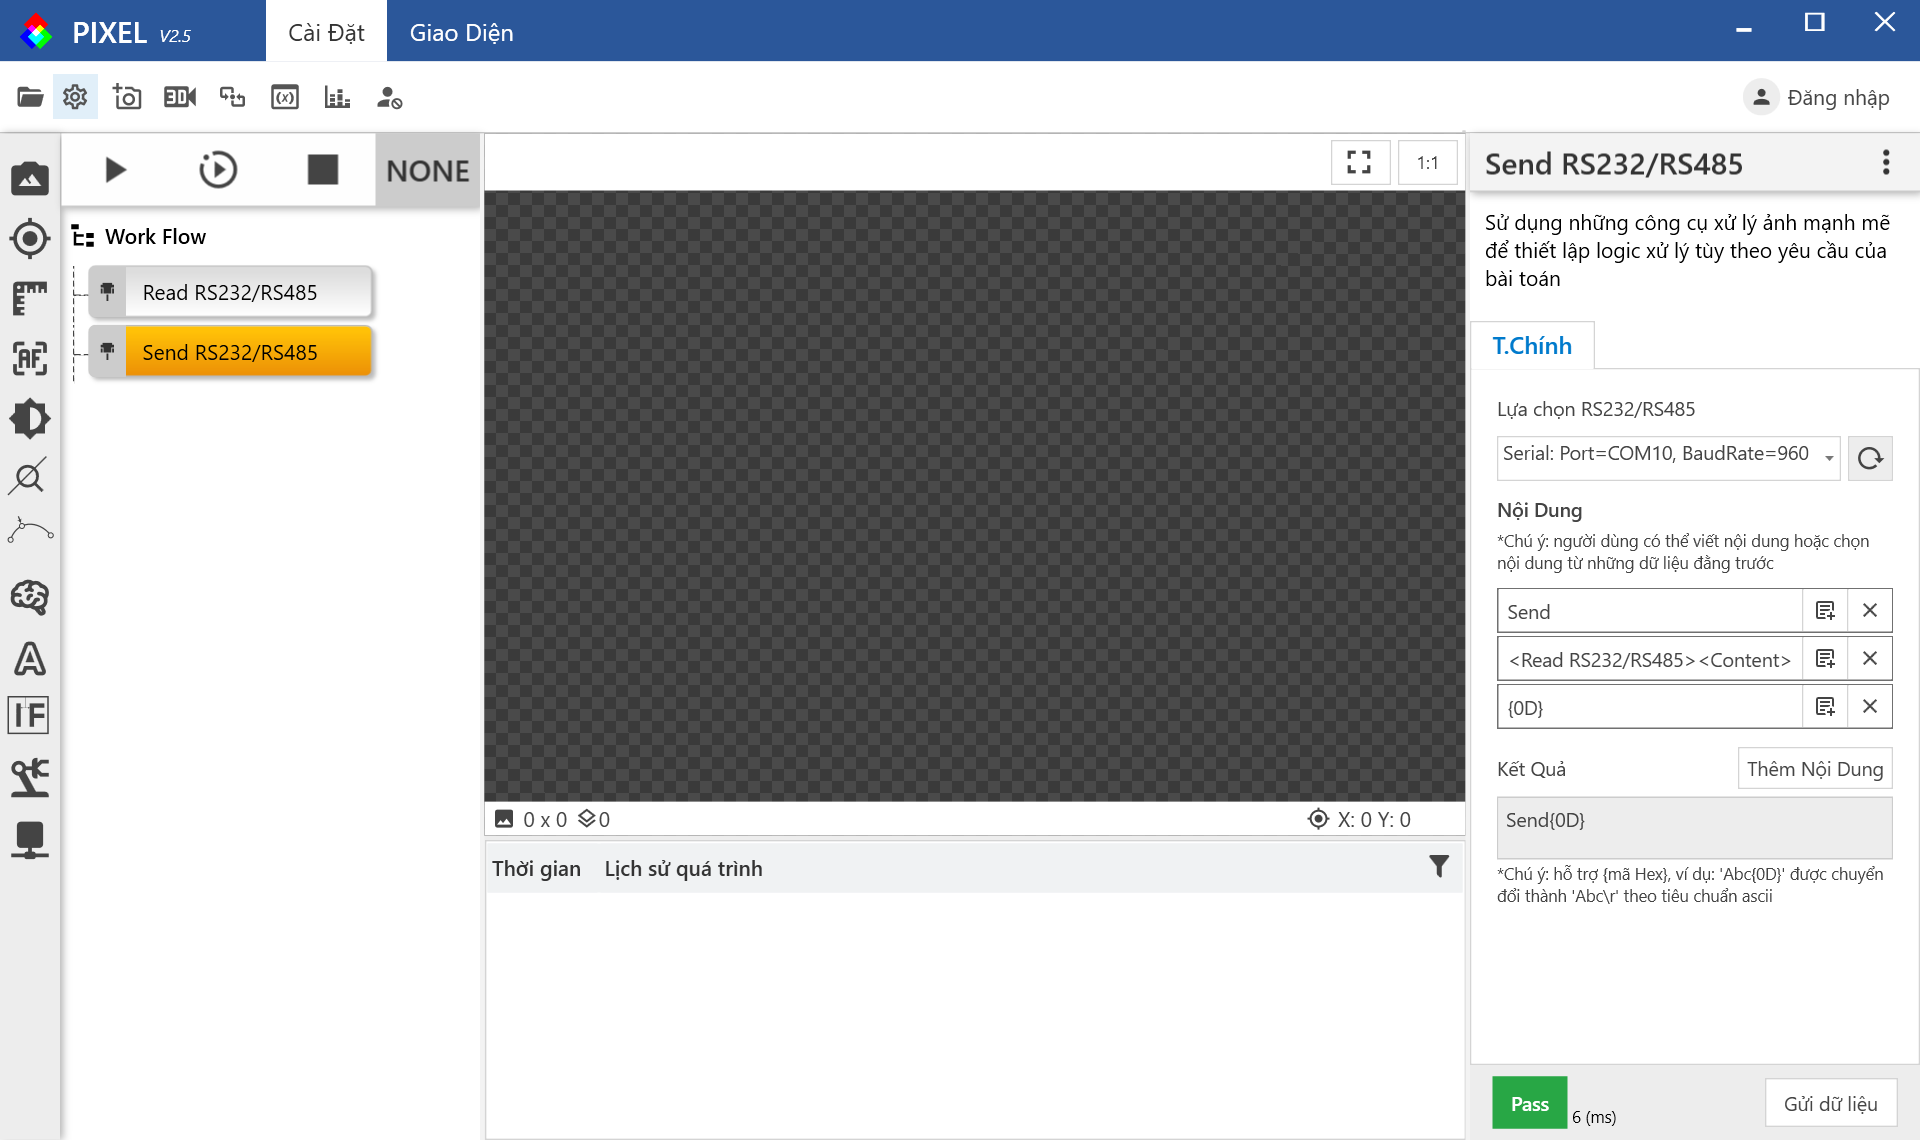 PIXEL V2.5
Cài Đặt
Giao Diện
3D
(x)
Đăng nhập
NONE
Work Flow
Read RS232/RS485
Send RS232/RS485
AF
A
IF
1:1
0 x 0
0
X: 0 Y: 0
Thời gian
Lịch sử quá trình
Send RS232/RS485
Sử dụng những công cụ xử lý ảnh mạnh mẽ
để thiết lập logic xử lý tùy theo yêu cầu của
bài toán
T.Chính
Lựa chọn RS232/RS485
Serial: Port=COM10, BaudRate=960
Nội Dung
*Chú ý: người dùng có thể viết nội dung hoặc chọn
nội dung từ những dữ liệu đằng trước
Send
<Read RS232/RS485><Content>
{0D}
Kết Quả
Thêm Nội Dung
Send{0D}
*Chú ý: hỗ trợ {mã Hex}, ví dụ: 'Abc{0D}' được chuyển
đổi thành 'Abc\r' theo tiêu chuẩn ascii
Pass
6 (ms)
Gửi dữ liệu